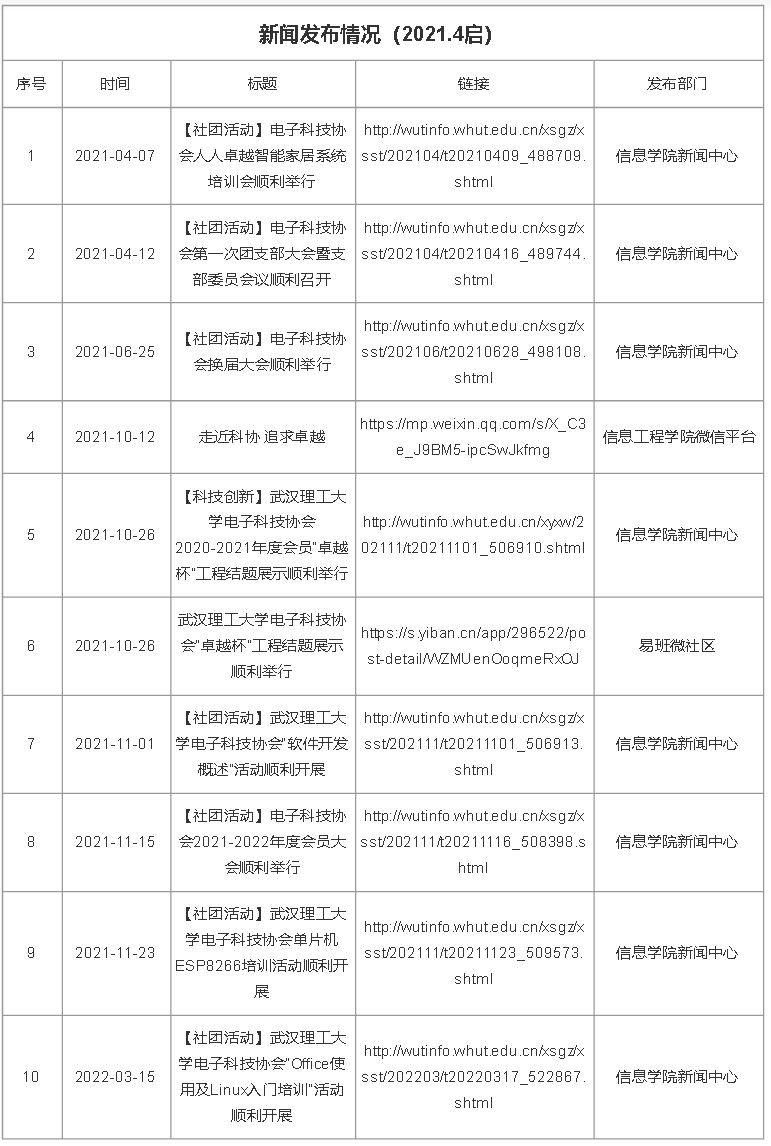 新闻发布情况（2021.4启）
序号 时间 标题 链接 发布部门
1
2021-04-07
【社团活动】电子科技协
会人人卓越智能家居系统
培训会顺利举行
http://wutinfo.whut.edu.cn/xsgz/x
sst/202104/t20210409_488709.
shtml
信息学院新闻中心
2
2021-04-12
【社团活动】电子科技协
会第一次团支部大会暨支
部委员会议顺利召开
http://wutinfo.whut.edu.cn/xsgz/x
sst/202104/t20210416_489744.
shtml
信息学院新闻中心
3
2021-06-25
【社团活动】电子科技协
会换届大会顺利举行
http://wutinfo.whut.edu.cn/xsgz/x
sst/202106/t20210628_498108.
shtml
信息学院新闻中心
4
2021-10-12
走近科协 追求卓越
https://mp.weixin.qq.com/s/X_C3
e_J9BM5-ipcSwJkfmg
信息工程学院微信平台
5
2021-10-26
【科技创新】武汉理工大
学电子科技协会
2020-2021年度会员"卓越
杯"工程结题展示顺利举行
http://wutinfo.whut.edu.cn/xyxw/2
02111/t20211101_506910.shtml
信息学院新闻中心
6
2021-10-26
武汉理工大学电子科技协
会"卓越杯"工程结题展示
顺利举行
https://s.yiban.cn/app/296522/po
st-detail/WZMUenOoqmeRxOJ
易班微社区
7
2021-11-01
【社团活动】武汉理工大
学电子科技协会"软件开发
概述"活动顺利开展
http://wutinfo.whut.edu.cn/xsgz/x
sst/202111/t20211101_506913.
shtml
信息学院新闻中心
8
2021-11-15
【社团活动】电子科技协
会2021-2022年度会员大
会顺利举行
http://wutinfo.whut.edu.cn/xsgz/x
sst/202111/t20211116_508398.s
html
信息学院新闻中心
9
2021-11-23
【社团活动】武汉理工大
学电子科技协会单片机
ESP8266培训活动顺利开
展
http://wutinfo.whut.edu.cn/xsgz/x
sst/202111/t20211123_509573.
shtml
信息学院新闻中心
10
2022-03-15
【社团活动】武汉理工大
学电子科技协会"Office使
用及Linux入门培训"活动
顺利开展
http://wutinfo.whut.edu.cn/xsgz/x
sst/202203/t20220317_522867.
shtml
信息学院新闻中心